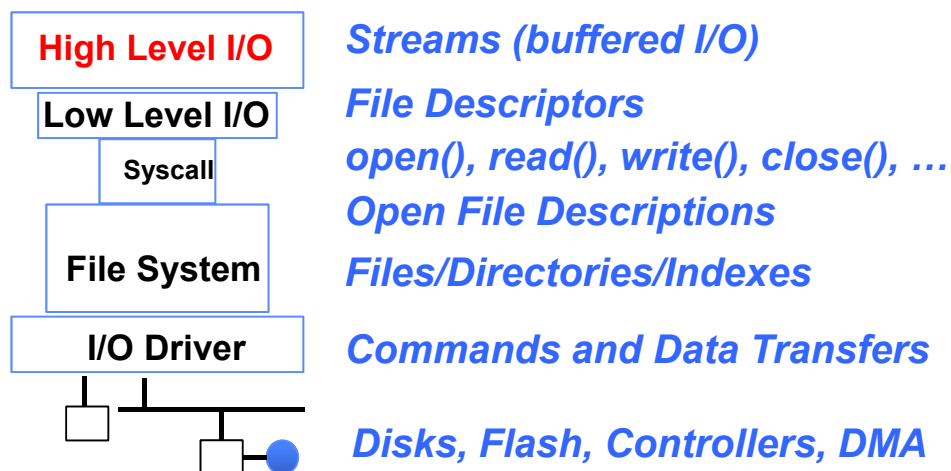 High Level I/O Streams (buffered I/O)
Low Level I/O File Descriptors
Syscall open(), read(), write(), close(), …
Open File Descriptions
File System Files/Directories/Indexes
I/O Driver Commands and Data Transfers
Disks, Flash, Controllers, DMA